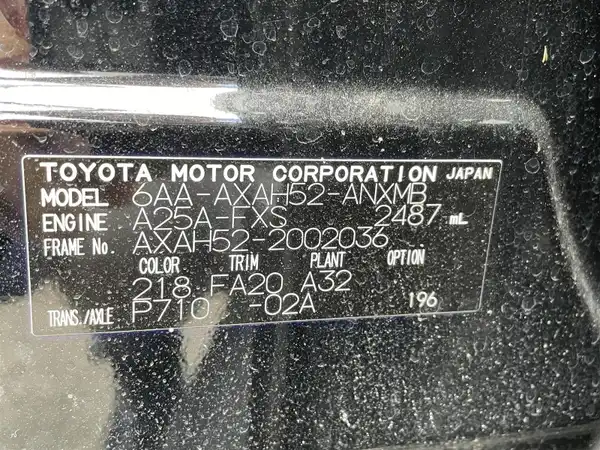 TOYOTA MOTOR CORPORATION JAPAN
MODEL 6AA-AXAH52-ANXMB
ENGINE A25A-FXS 2487 mL
FRAME No. AXAH52-2002036
COLOR TRIM PLANT OPTION
218 FA20 A32
TRANS./AXLE P710 -02A 196